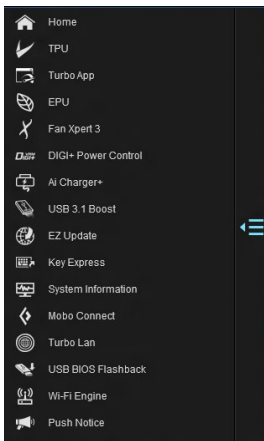 Home
TPU
Turbo App
EPU
Fan Xpert 3
DIGI+ Power Control
Ai Charger+
USB 3.1 Boost
EZ Update
Key Express
System Information
Mobo Connect
Turbo Lan
USB BIOS Flashback
Wi-Fi Engine
Push Notice